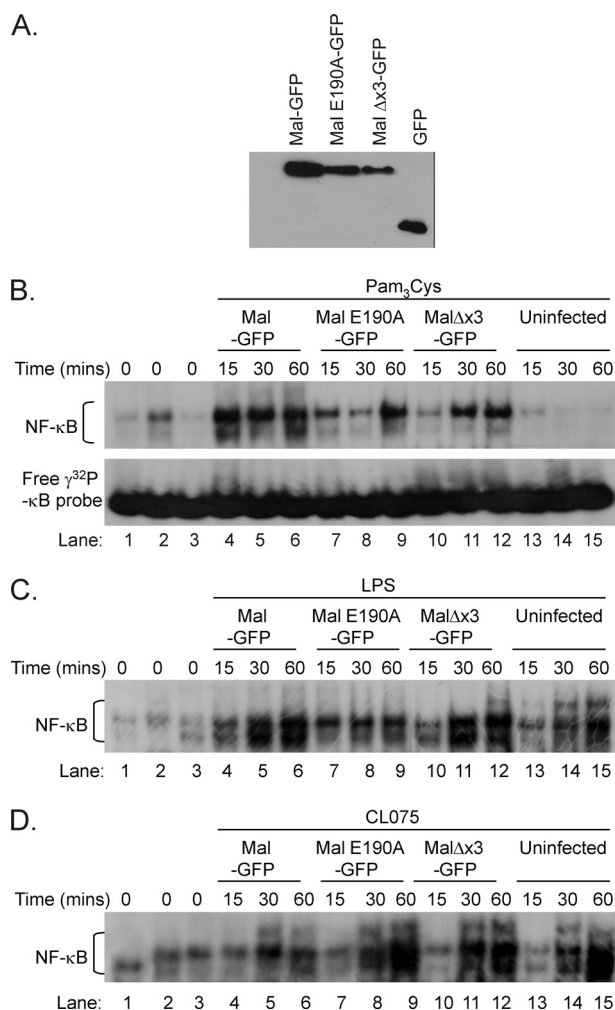 A.
Mal-GFP
Mal E190A-GFP
Mal Δx3-GFP
GFP
B.
Pam₃Cys
Mal -GFP
Mal E190A -GFP
MalΔx3 -GFP
Uninfected
Time (mins) 0 0 0 15 30 60 15 30 60 15 30 60 15 30 60
NF-κB
Free γ³²P
-κB probe
Lane: 1 2 3 4 5 6 7 8 9 10 11 12 13 14 15
C.
LPS
Mal -GFP
Mal E190A -GFP
MalΔx3 -GFP
Uninfected
Time (mins) 0 0 0 15 30 60 15 30 60 15 30 60 15 30 60
NF-κB
Lane: 1 2 3 4 5 6 7 8 9 10 11 12 13 14 15
D.
CL075
Mal -GFP
Mal E190A -GFP
MalΔx3 -GFP
Uninfected
Time (mins) 0 0 0 15 30 60 15 30 60 15 30 60 15 30 60
NF-κB
Lane: 1 2 3 4 5 6 7 8 9 10 11 12 13 14 15